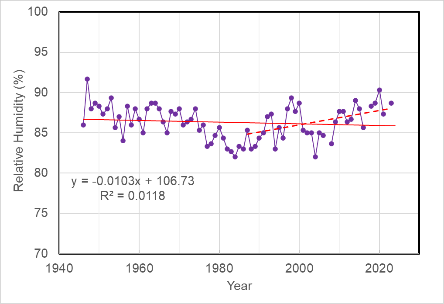 100
95
90
85
80
75
70
Relative Humidity (%)
y = -0.0103x + 106.73
R² = 0.0118
1940 1960 1980 2000 2020
Year